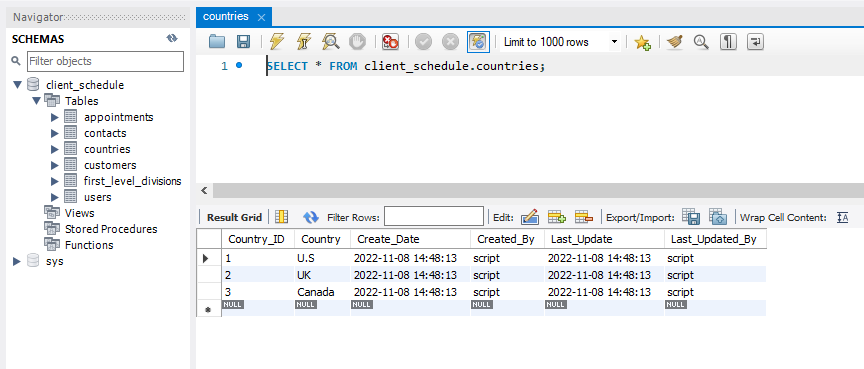 Navigator
SCHEMAS
Filter objects
client_schedule
Tables
appointments
contacts
countries
customers
first_level_divisions
users
Views
Stored Procedures
Functions
sys
countries
Limit to 1000 rows
1 SELECT * FROM client_schedule.countries;
Result Grid Filter Rows: Edit: Export/Import: Wrap Cell Content:
Country_ID Country Create_Date Created_By Last_Update Last_Updated_By
1 U.S 2022-11-08 14:48:13 script 2022-11-08 14:48:13 script
2 UK 2022-11-08 14:48:13 script 2022-11-08 14:48:13 script
3 Canada 2022-11-08 14:48:13 script 2022-11-08 14:48:13 script
NULL NULL NULL NULL NULL NULL